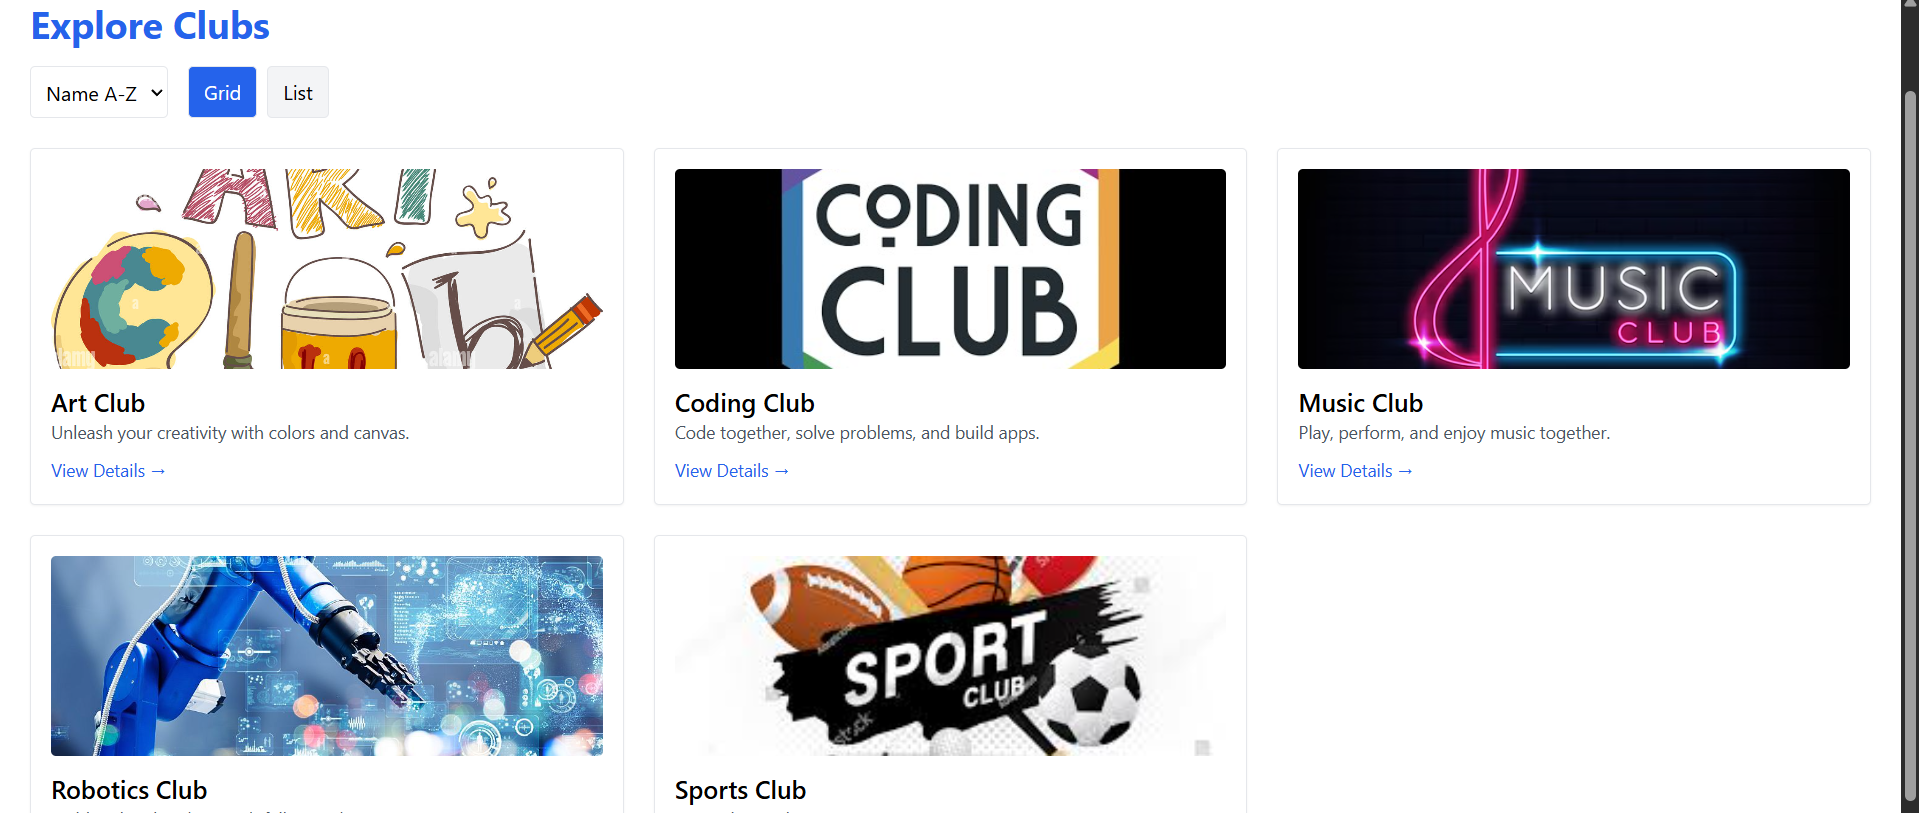 Explore Clubs
Name A-Z
Grid
List
ART
Club
CODING
CLUB
MUSIC
CLUB
Art Club
Unleash your creativity with colors and canvas.
View Details →
Coding Club
Code together, solve problems, and build apps.
View Details →
Music Club
Play, perform, and enjoy music together.
View Details →
SPORT
CLUB
Robotics Club
Sports Club